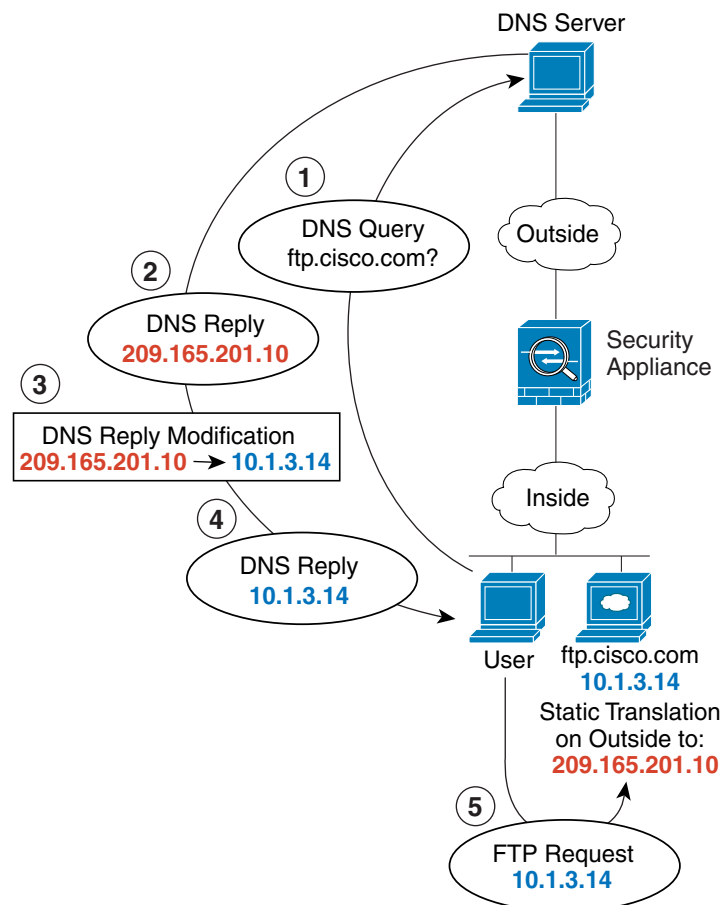 DNS Server
1
DNS Query
ftp.cisco.com?
Outside
2
DNS Reply
209.165.201.10
Security
Appliance
3
DNS Reply Modification
209.165.201.10 → 10.1.3.14
Inside
4
DNS Reply
10.1.3.14
User
ftp.cisco.com
10.1.3.14
Static Translation
on Outside to:
209.165.201.10
5
FTP Request
10.1.3.14